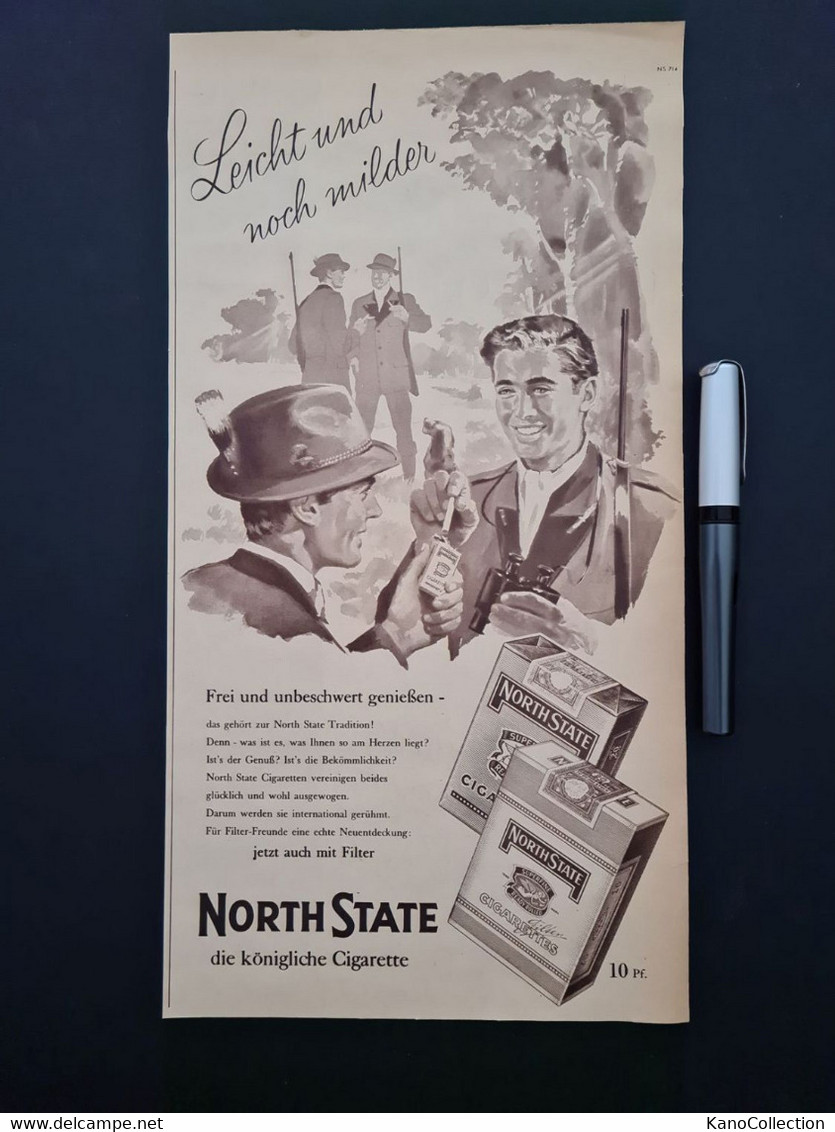 NS 714
Leicht und
noch milder
Frei und unbeschwert genießen -
das gehört zur North State Tradition!
Denn - was ist es, was Ihnen so am Herzen liegt?
Ist's der Genuß? Ist's die Bekömmlichkeit?
North State Cigaretten vereinigen beides
glücklich und wohl ausgewogen.
Darum werden sie international gerühmt.
Für Filter-Freunde eine echte Neuentdeckung:
jetzt auch mit Filter
NORTH STATE
die königliche Cigarette
NORTH STATE
SUPER
CIGA
NORTH STATE
SUPERFINE
CIGARETTES
Filter
10 Pf.
KanoCollection
delcampe.net